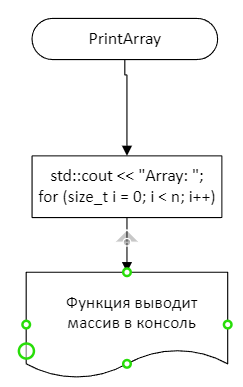 PrintArray
std::cout << "Array: ";
for (size_t i = 0; i < n; i++)
Функция выводит
массив в консоль